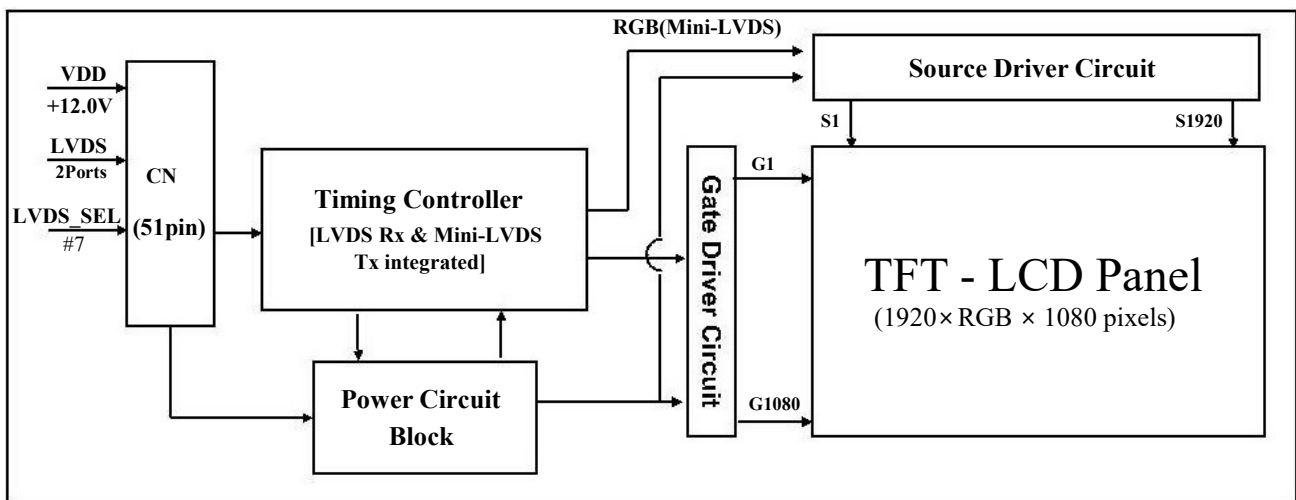 RGB(Mini-LVDS)
VDD
+12.0V
LVDS
2Ports
LVDS_SEL
#7
CN
(51pin)
Timing Controller
[LVDS Rx & Mini-LVDS
Tx integrated]
Power Circuit
Block
Gate Driver Circuit
Source Driver Circuit
S1
S1920
G1
G1080
TFT - LCD Panel
(1920× RGB × 1080 pixels)